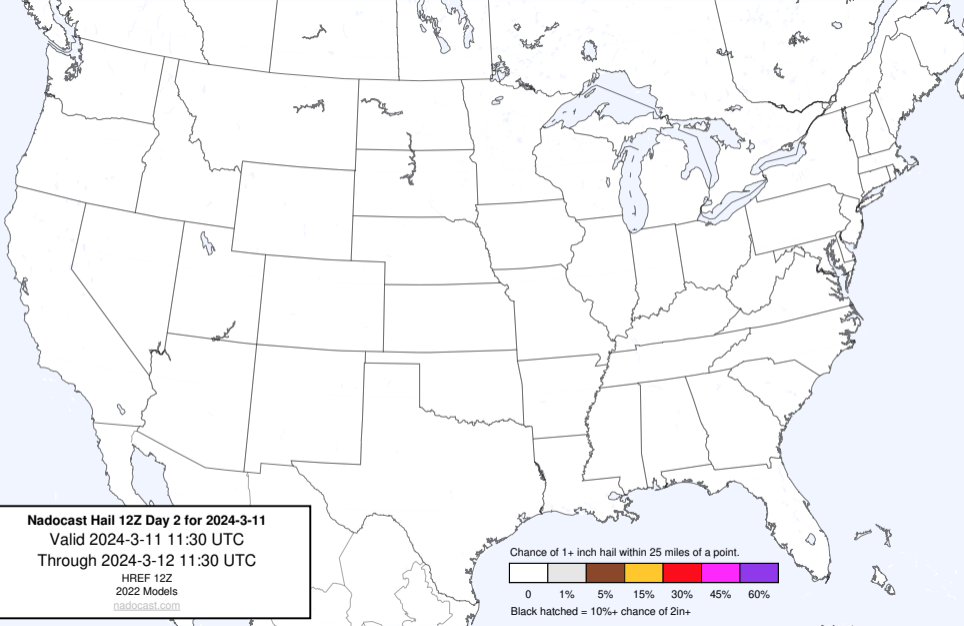 Nadocast Hail 12Z Day 2 for 2024-3-11
Valid 2024-3-11 11:30 UTC
Through 2024-3-12 11:30 UTC
HREF 12Z
2022 Models
nadocast.com
Chance of 1+ inch hail within 25 miles of a point.
0 1% 5% 15% 30% 45% 60%
Black hatched = 10%+ chance of 2in+